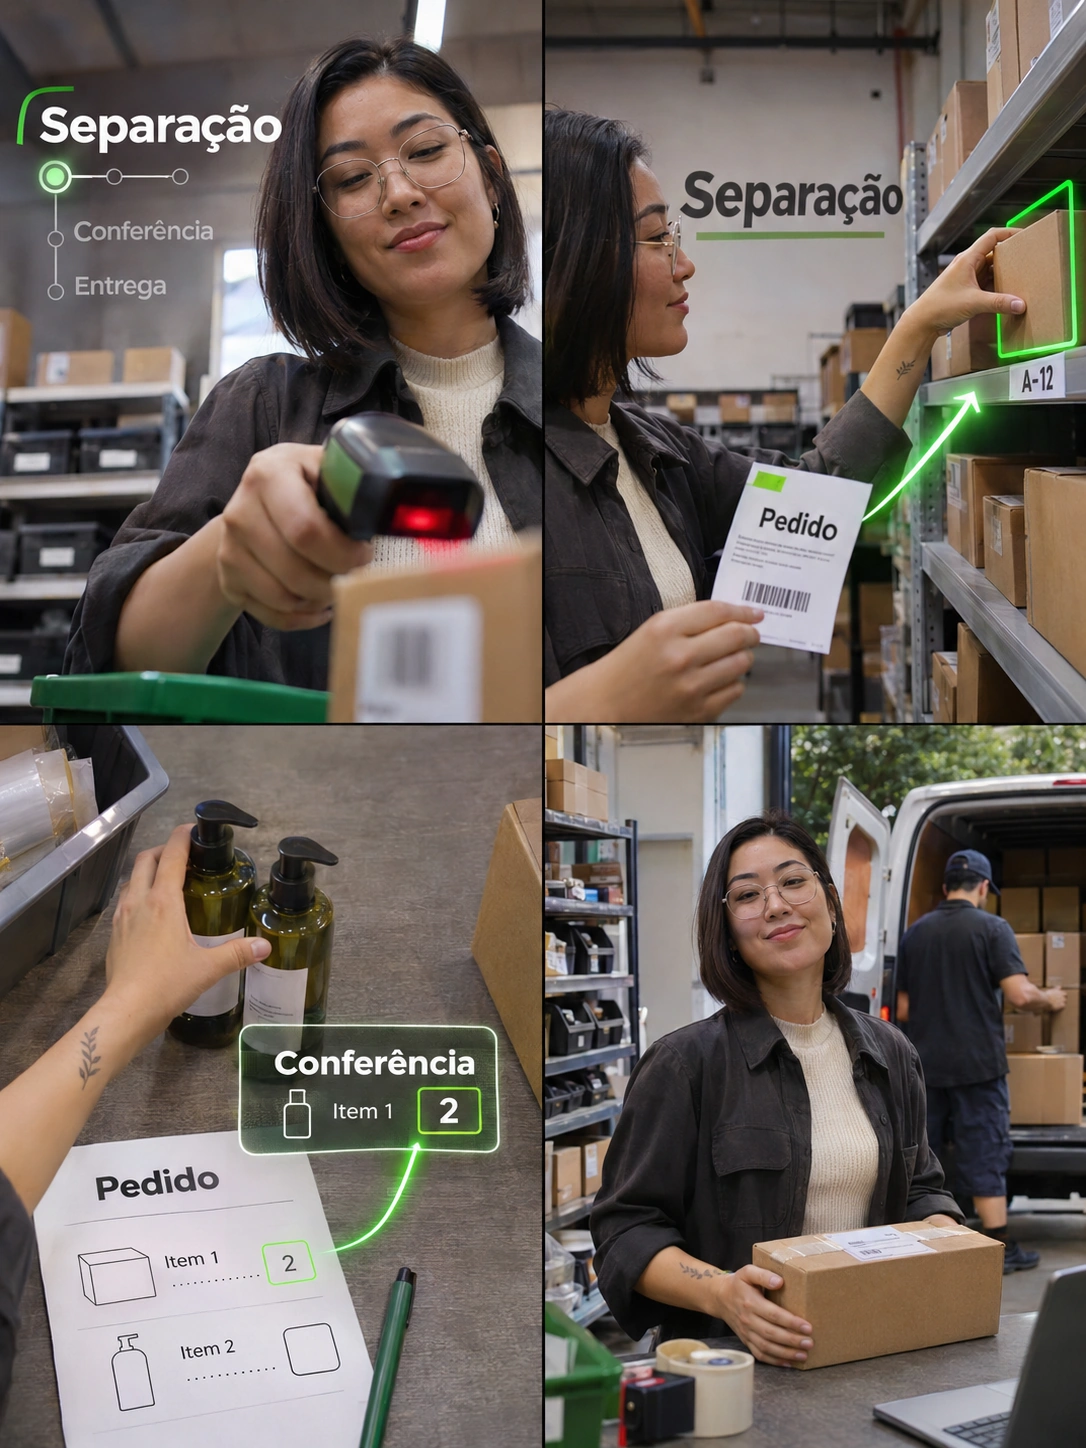 Separação
Conferência
Entrega
Separação
A-12
Pedido
Conferência
Item 1
2
Pedido
Item 1
2
Item 2